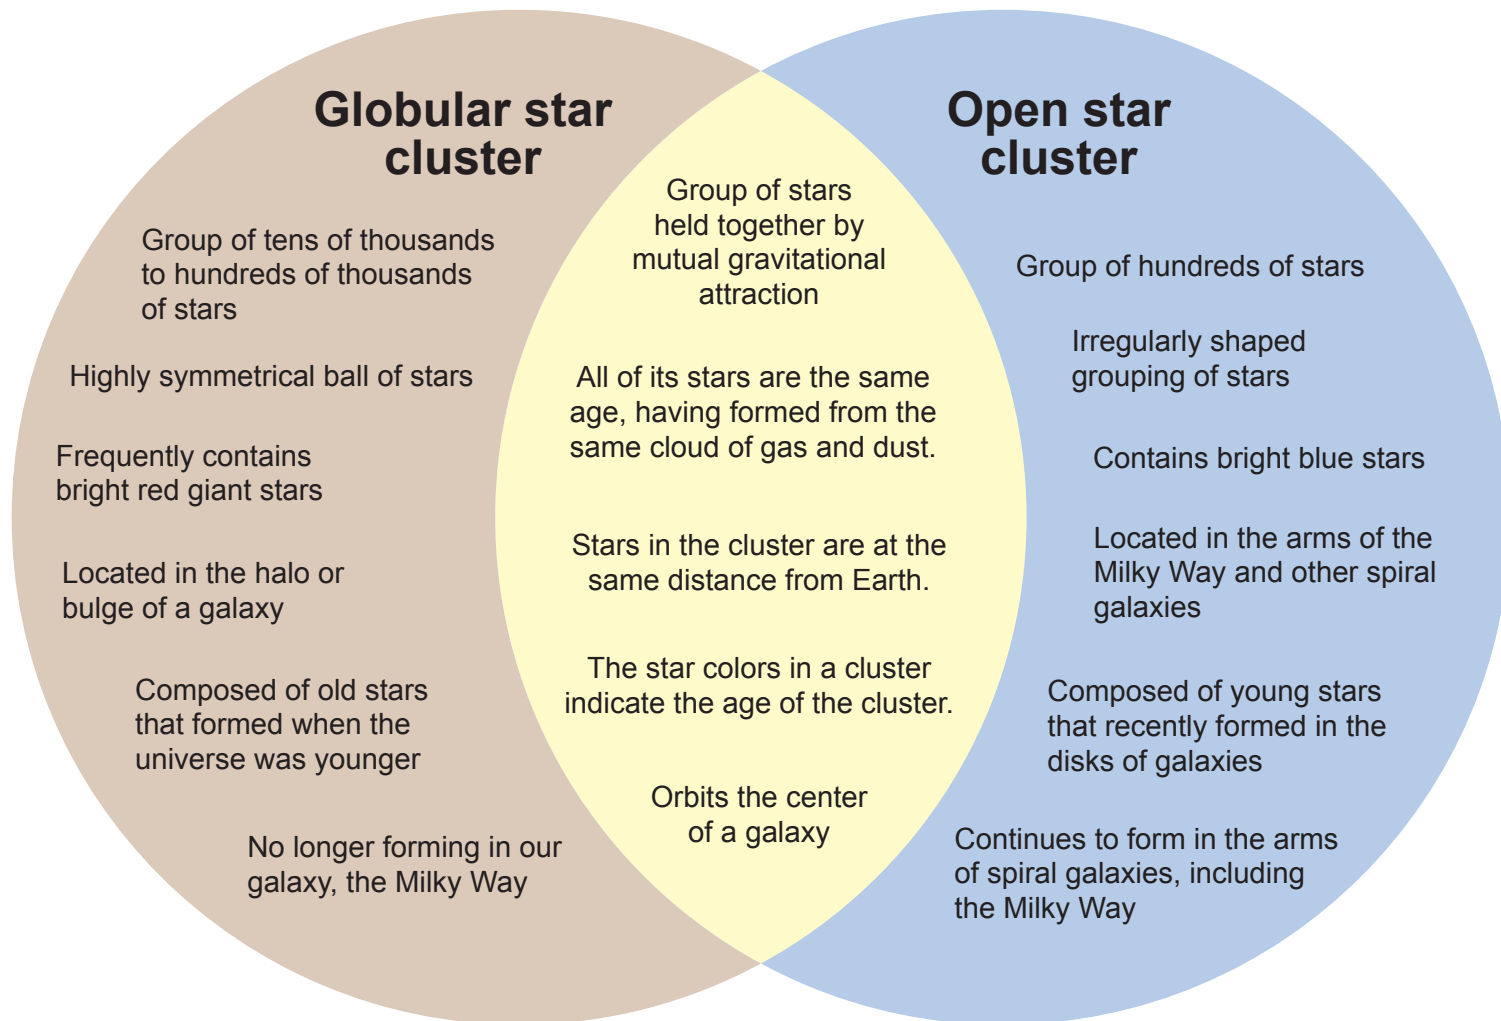 Globular star
cluster
Group of tens of thousands
to hundreds of thousands
of stars
Highly symmetrical ball of stars
Frequently contains
bright red giant stars
Located in the halo or
bulge of a galaxy
Composed of old stars
that formed when the
universe was younger
No longer forming in our
galaxy, the Milky Way
Group of stars
held together by
mutual gravitational
attraction
All of its stars are the same
age, having formed from the
same cloud of gas and dust.
Stars in the cluster are at the
same distance from Earth.
The star colors in a cluster
indicate the age of the cluster.
Orbits the center
of a galaxy
Open star
cluster
Group of hundreds of stars
Irregularly shaped
grouping of stars
Contains bright blue stars
Located in the arms of the
Milky Way and other spiral
galaxies
Composed of young stars
that recently formed in the
disks of galaxies
Continues to form in the arms
of spiral galaxies, including
the Milky Way